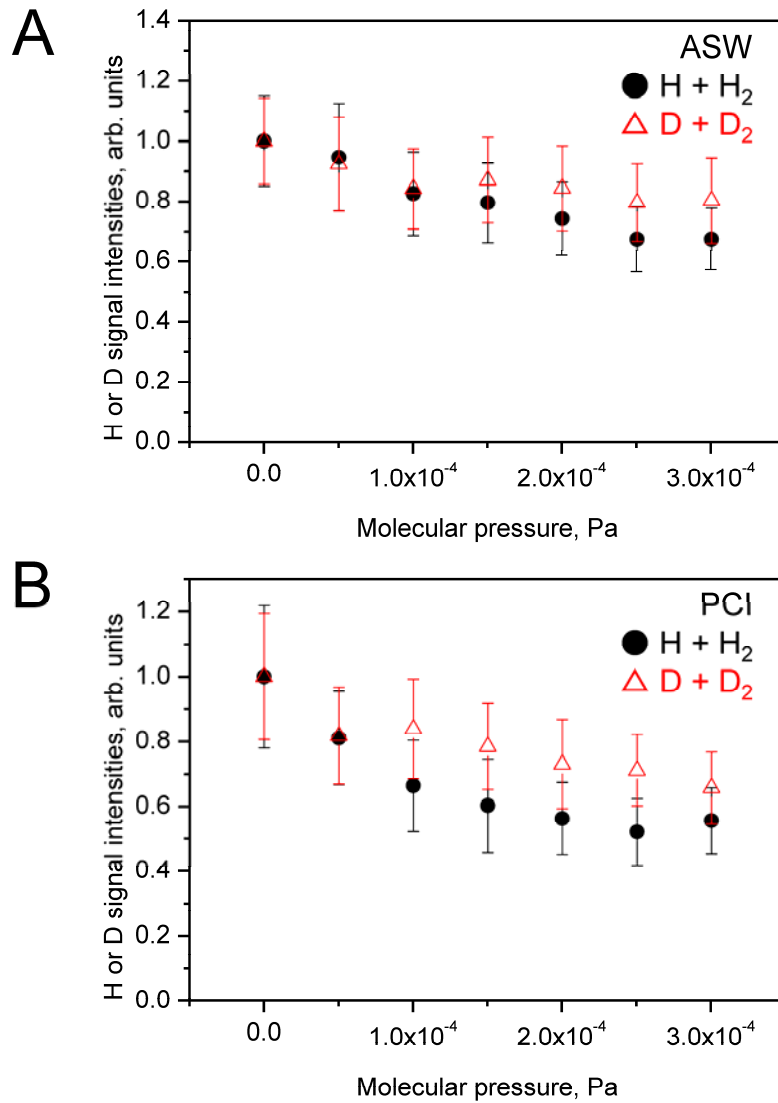 A
ASW
H + H₂
D + D₂
H or D signal intensities, arb. units
1.4
1.2
1.0
0.8
0.6
0.4
0.2
0.0
0.0 1.0x10⁻⁴ 2.0x10⁻⁴ 3.0x10⁻⁴
Molecular pressure, Pa
B
PCI
H + H₂
D + D₂
H or D signal intensities, arb. units
1.2
1.0
0.8
0.6
0.4
0.2
0.0
0.0 1.0x10⁻⁴ 2.0x10⁻⁴ 3.0x10⁻⁴
Molecular pressure, Pa